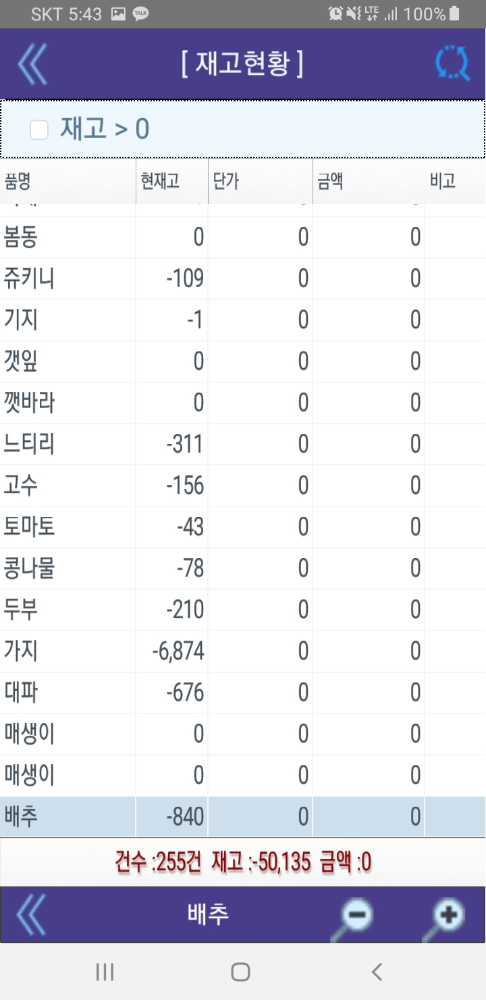 SKT 5:43 TALK LTE 100%
[ 재고현황 ]
재고 > 0
품명 현재고 단가 금액 비고
봄동 0 0 0
쥬키니 -109 0 0
기지 -1 0 0
갯잎 0 0 0
깻바라 0 0 0
느티리 -311 0 0
고수 -156 0 0
토마토 -43 0 0
콩나물 -78 0 0
두부 -210 0 0
가지 -6,874 0 0
대파 -676 0 0
매생이 0 0 0
매생이 0 0 0
배추 -840 0 0
건수 :255건 재고 :-50,135 금액 :0
배추